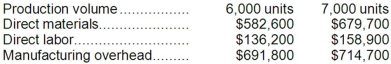 Production volume................. 6,000 units 7,000 units
Direct materials..................... $582,600 $679,700
Direct labor........................... $136,200 $158,900
Manufacturing overhead......... $691,800 $714,700